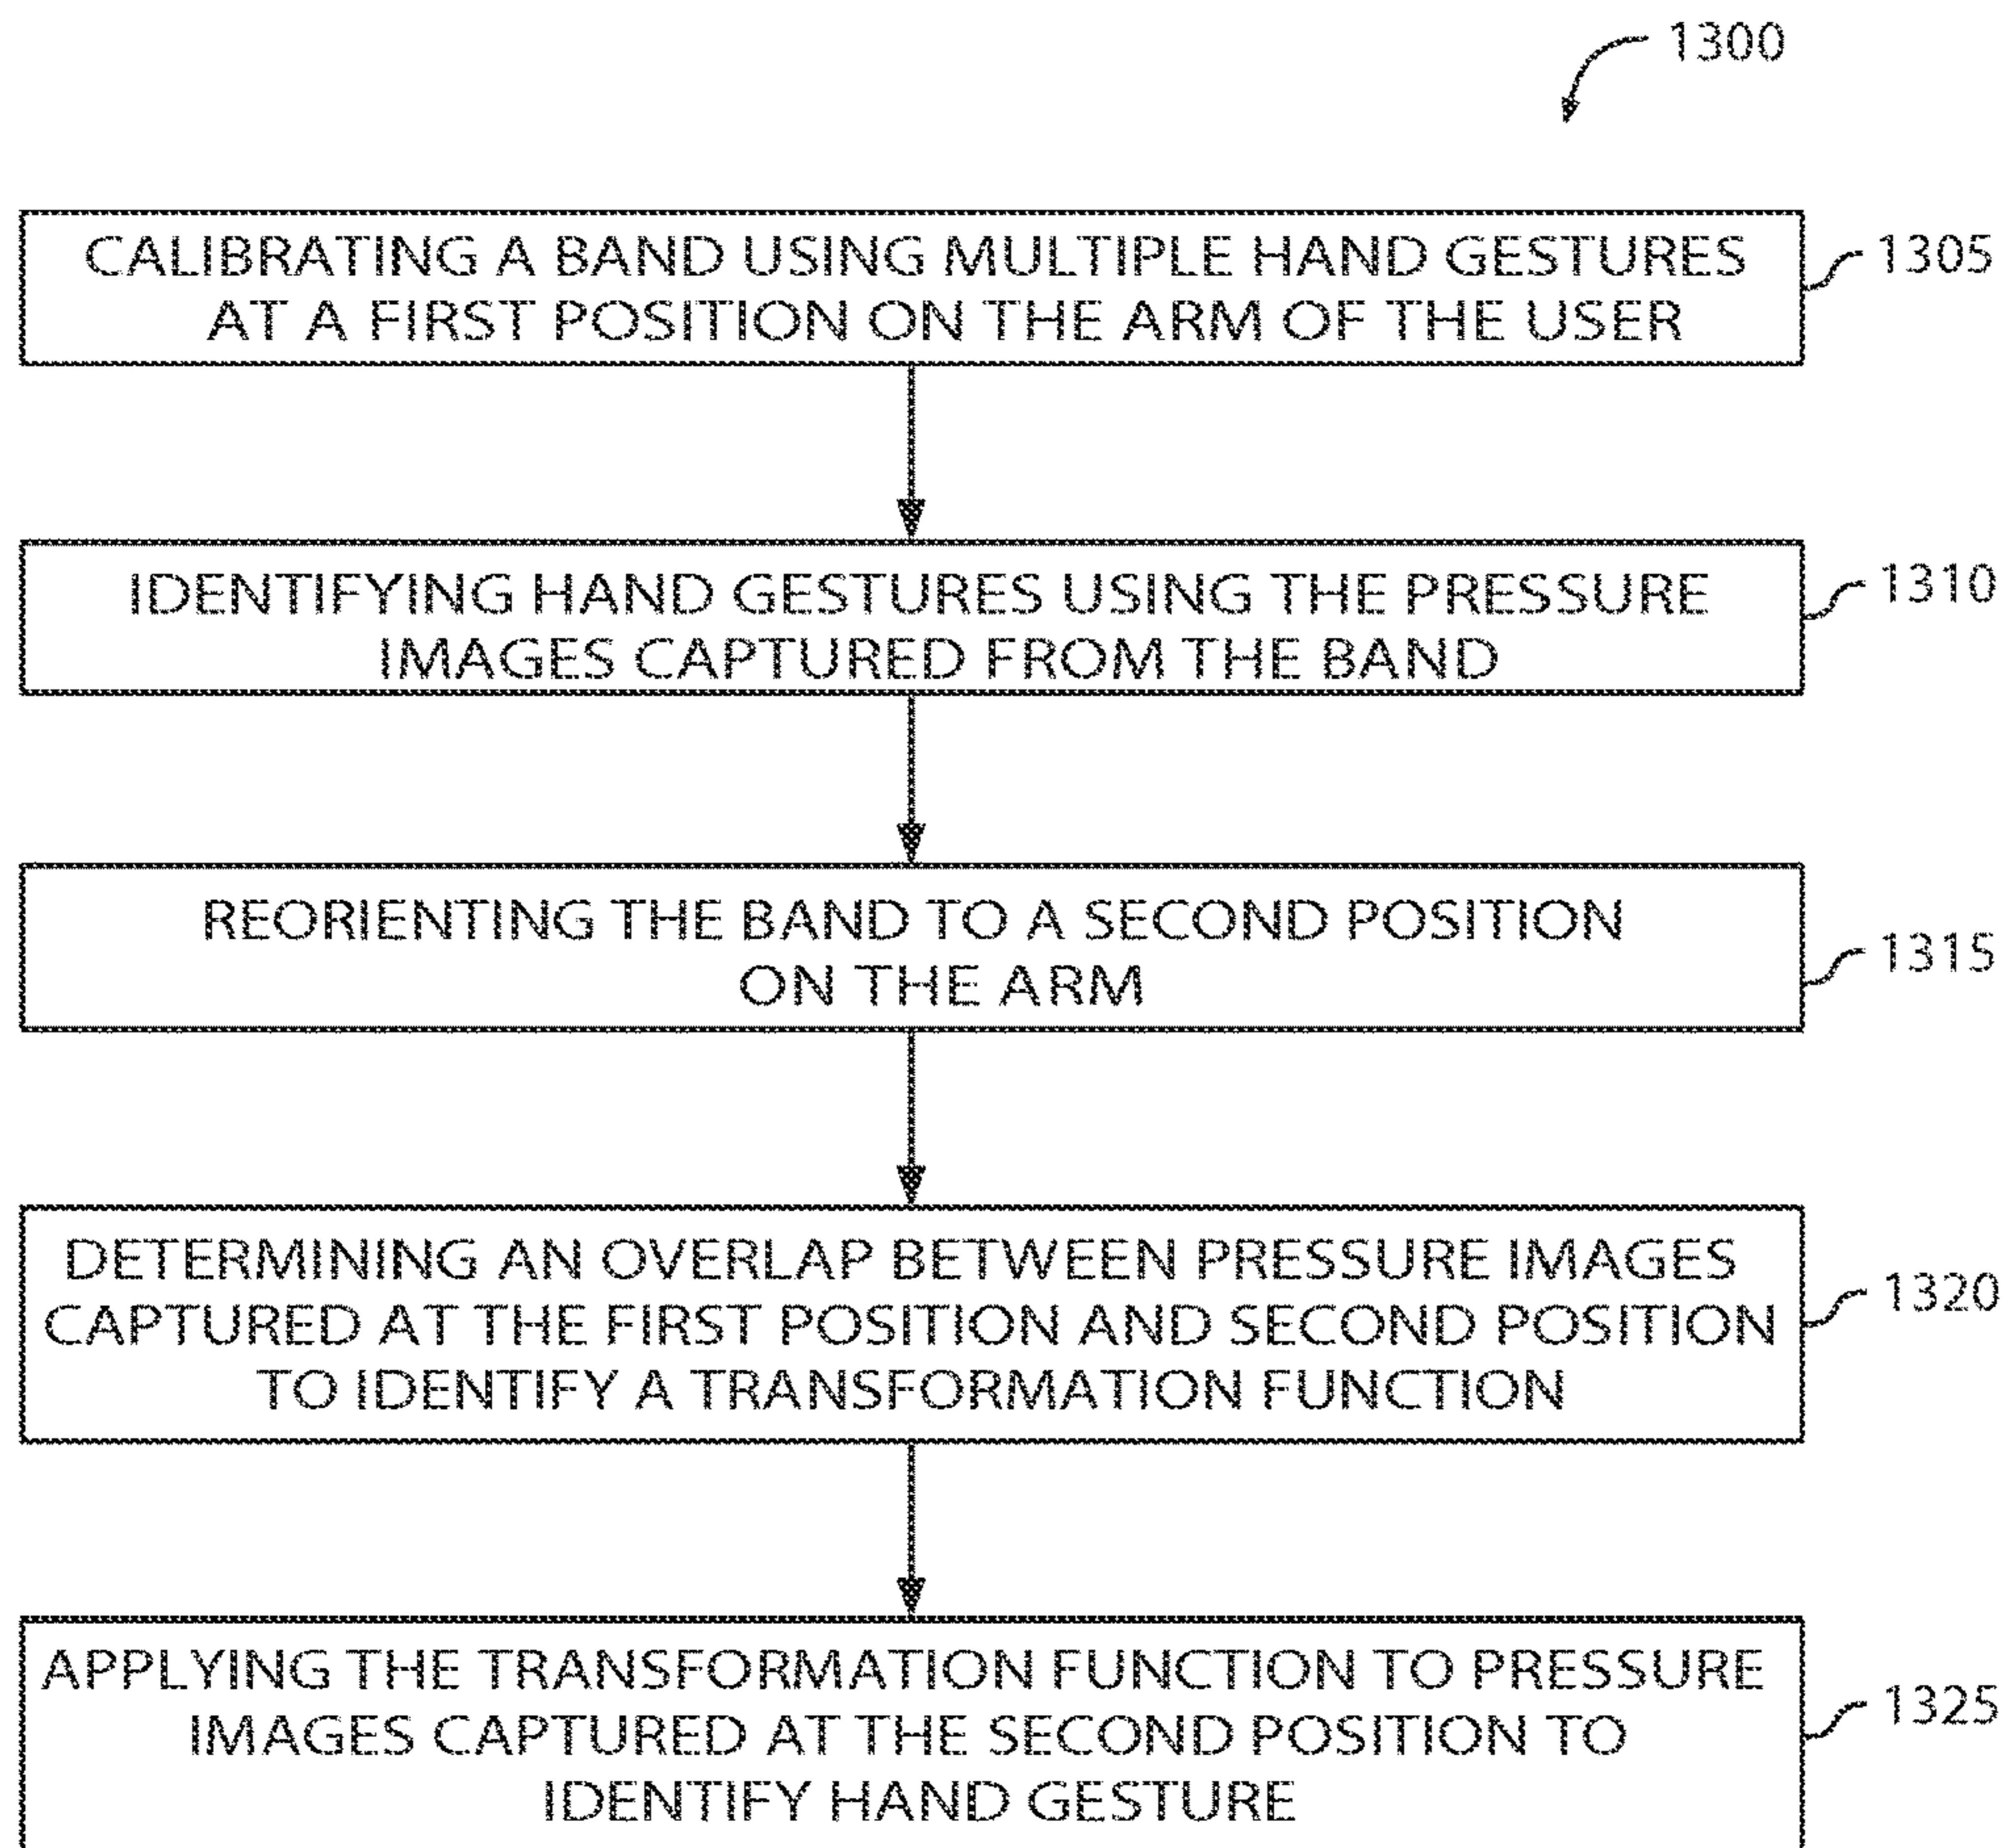 1300
CALIBRATING A BAND USING MULTIPLE HAND GESTURES
AT A FIRST POSITION ON THE ARM OF THE USER
1305
IDENTIFYING HAND GESTURES USING THE PRESSURE
IMAGES CAPTURED FROM THE BAND
1310
REORIENTING THE BAND TO A SECOND POSITION
ON THE ARM
1315
DETERMINING AN OVERLAP BETWEEN PRESSURE IMAGES
CAPTURED AT THE FIRST POSITION AND SECOND POSITION
TO IDENTIFY A TRANSFORMATION FUNCTION
1320
APPLYING THE TRANSFORMATION FUNCTION TO PRESSURE
IMAGES CAPTURED AT THE SECOND POSITION TO
IDENTIFY HAND GESTURE
1325